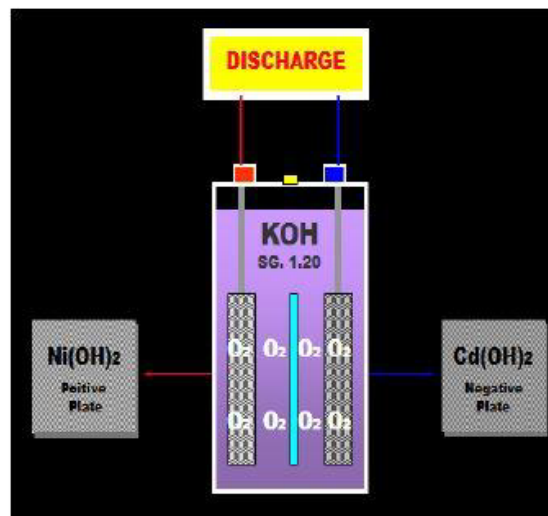 DISCHARGE
KOH
SG. 1.20
Ni(OH)₂
Peitive
Plate
O₂ O₂ O₂ O₂
O₂ O₂ O₂ O₂
Cd(OH)₂
Negative
Plate